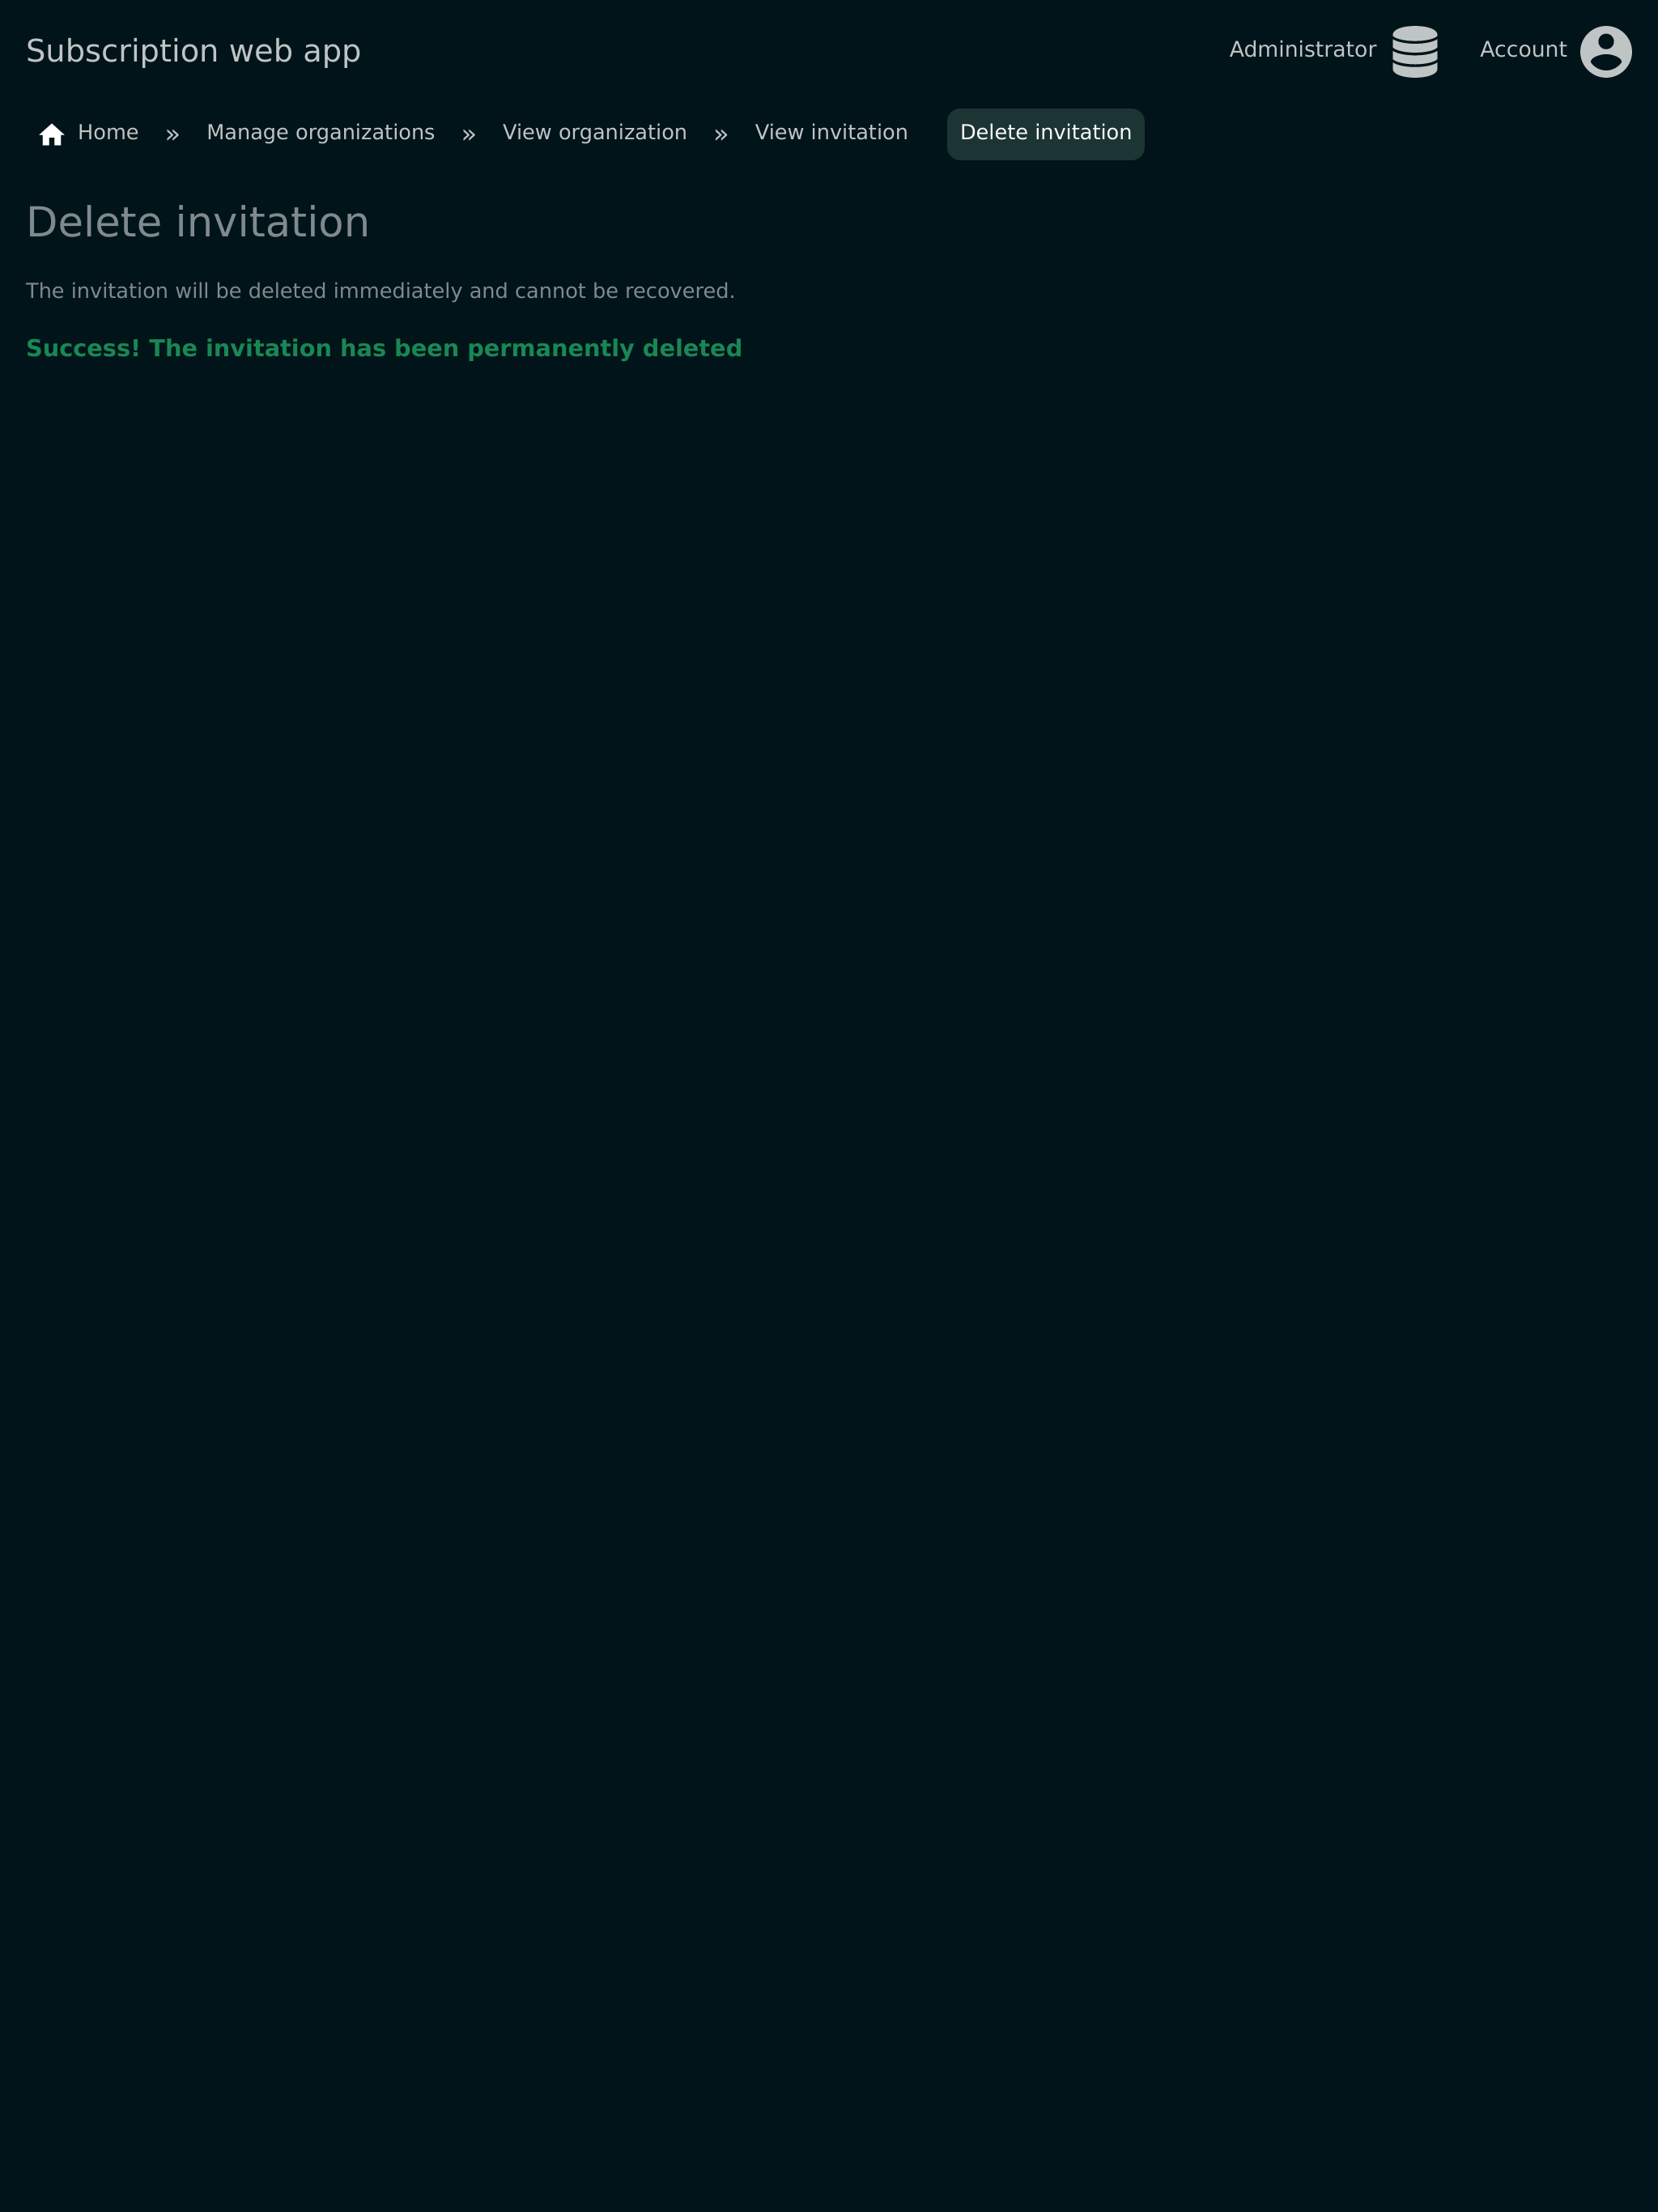 Subscription web app
Administrator
Account
Home » Manage organizations » View organization » View invitation Delete invitation
Delete invitation
The invitation will be deleted immediately and cannot be recovered.
Success! The invitation has been permanently deleted